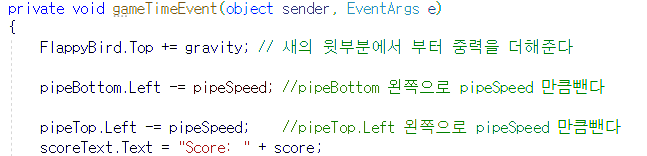 private void gameTimeEvent(object sender, EventArgs e)
{
FlappyBird.Top += gravity; // 새의 윗부분에서 부터 중력을 더해준다
pipeBottom.Left -= pipeSpeed; //pipeBottom 왼쪽으로 pipeSpeed 만큼뺀다
pipeTop.Left -= pipeSpeed; //pipeTop.Left 왼쪽으로 pipeSpeed 만큼뺀다
scoreText.Text = "Score: " + score;